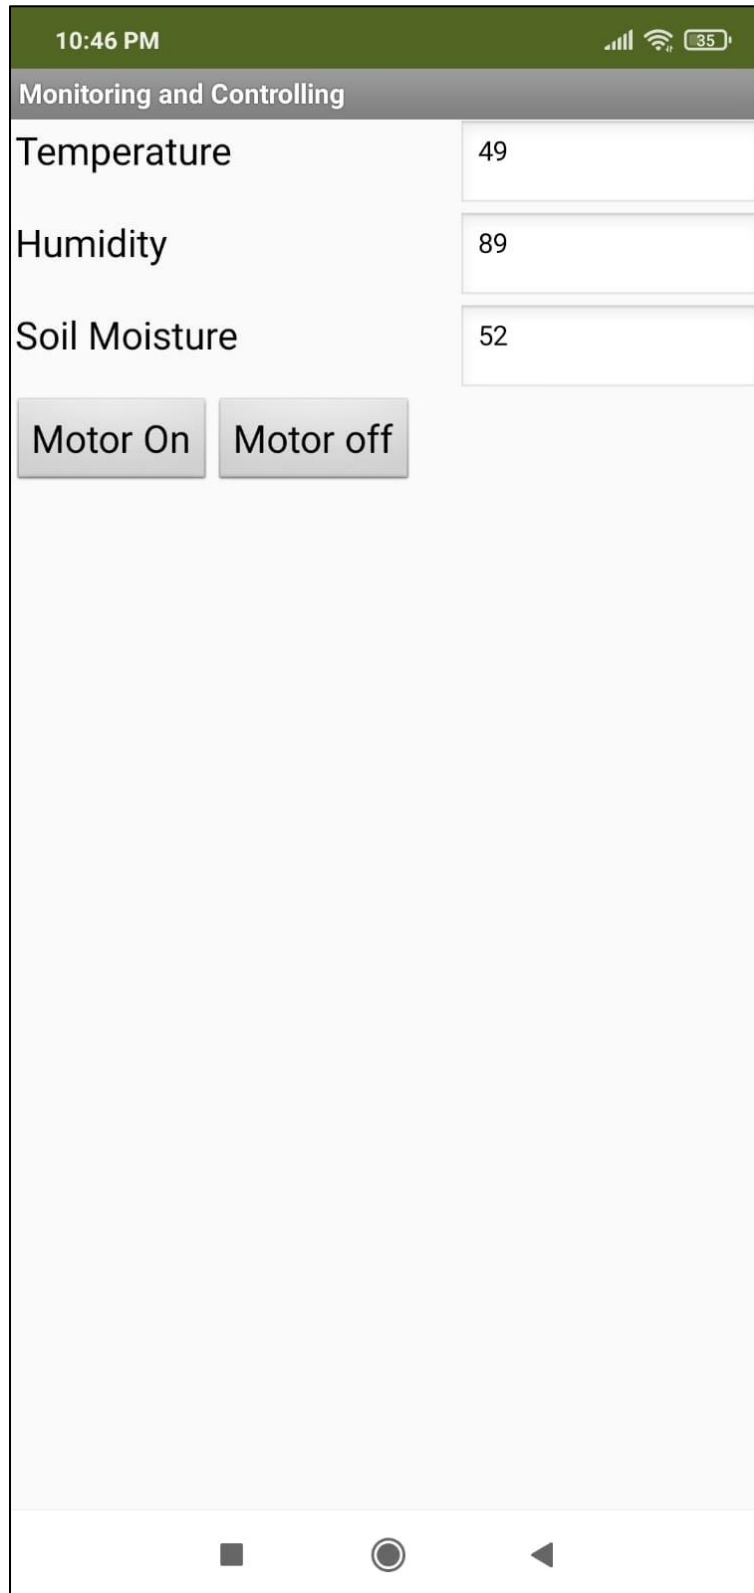 10:46 PM 35
Monitoring and Controlling
Temperature 49
Humidity 89
Soil Moisture 52
Motor On Motor off